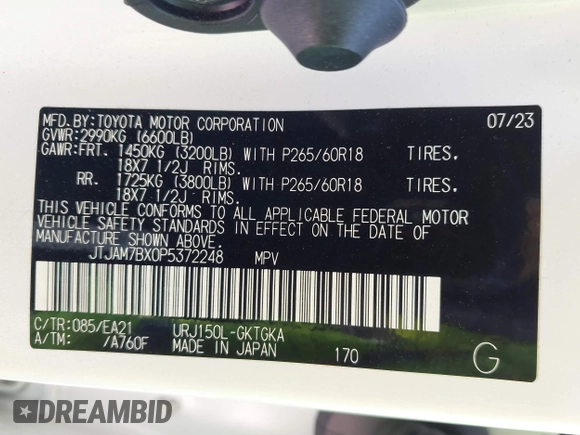 MFD.BY:TOYOTA MOTOR CORPORATION 07/23
GVWR:2990KG (6600LB)
GAWR:FRT. 1450KG (3200LB) WITH P265/60R18 TIRES,
18X7 1/2J RIMS.
RR. 1725KG (3800LB) WITH P265/60R18 TIRES,
18X7 1/2J RIMS.
THIS VEHICLE CONFORMS TO ALL APPLICABLE FEDERAL MOTOR
VEHICLE SAFETY STANDARDS IN EFFECT ON THE DATE OF
MANUFACTURE SHOWN ABOVE.
JTJAM7BX0P5372248 MPV
C/TR:085/EA21 URJ150L-GKTGKA
A/TM: /A760F MADE IN JAPAN 170 G
DREAMBID